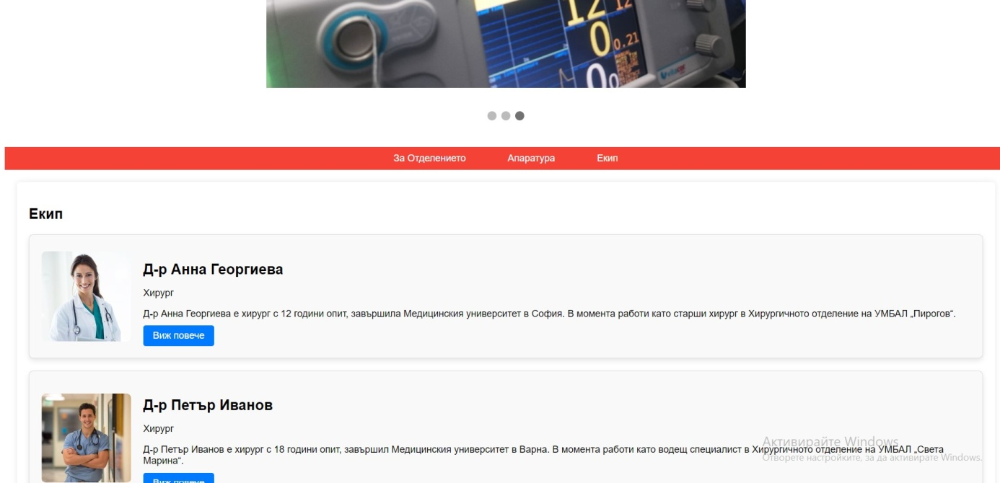 12 12
0 0.21
00
За Отделението Апаратура Екип
Екип
Д-р Анна Георгиева
Хирург
Д-р Анна Георгиева е хирург с 12 години опит, завършила Медицинския университет в София. В момента работи като старши хирург в Хирургичното отделение на УМБАЛ „Пирогов“.
Виж повече
Д-р Петър Иванов
Хирург
Д-р Петър Иванов е хирург с 18 години опит, завършил Медицинския университет в Варна. В момента работи като водещ специалист в Хирургичното отделение на УМБАЛ „Света
Марина“.
Виж повече
Активирайте Windows
Отворете настройките, за да активирате Windows.